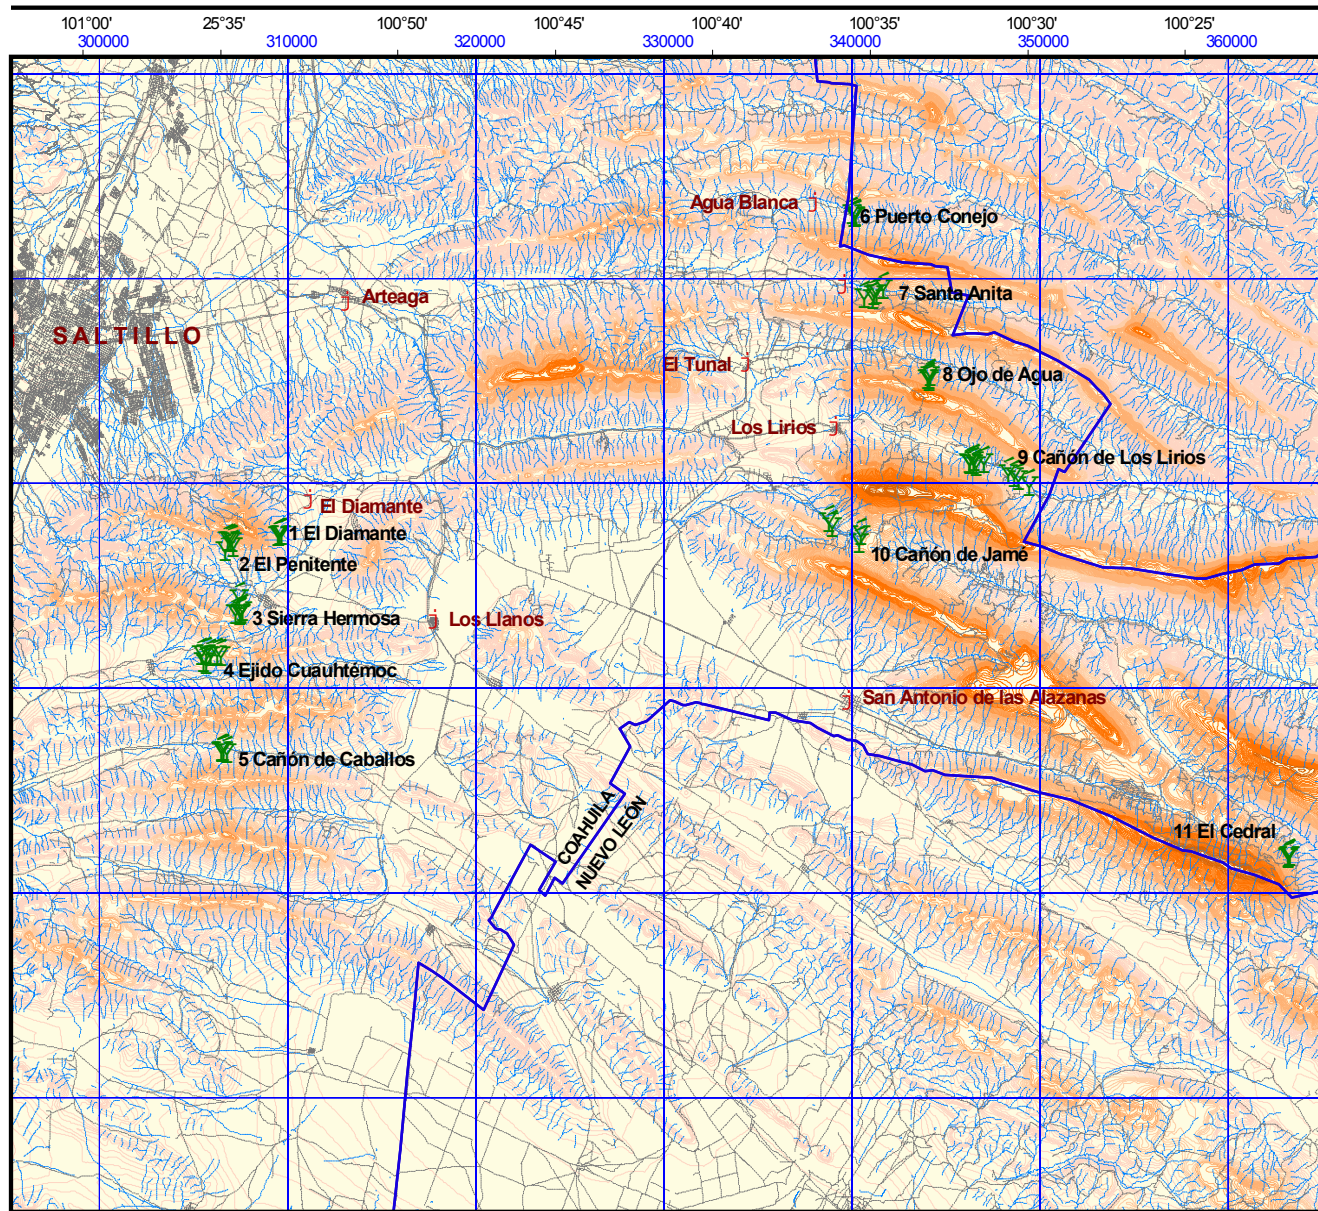 101°00' 25°35' 100°50' 100°45' 100°40' 100°35' 100°30' 100°25'
300000 310000 320000 330000 340000 350000 360000
Agua Blanca
6 Puerto Conejo
Arteaga
7 Santa Anita
SALTILLO
El Tunal
8 Ojo de Agua
Los Lirios
9 Cañón de Los Lirios
El Diamante
1 El Diamante
2 El Penitente
10 Cañón de Jamé
3 Sierra Hermosa
Los Llanos
4 Ejido Cuauhtémoc
San Antonio de las Alazanas
5 Cañón de Caballos
COAHUILA
NUEVO LEÓN
11 El Cedral